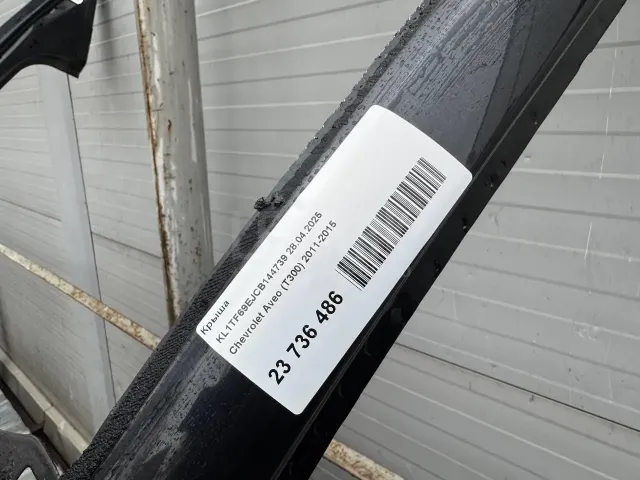 Крыша
KL1TF69EJCB144739 28.04.2025
Chevrolet Aveo (T300) 2011-2015
23 736 486